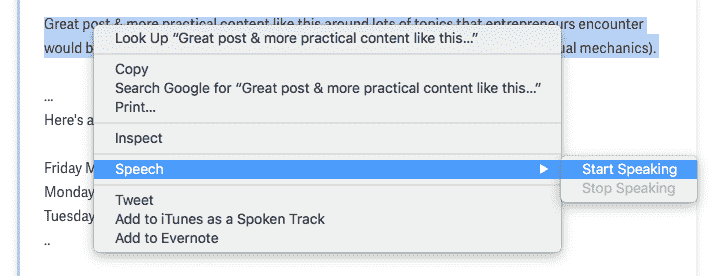 Great post & more practical content like this around lots of topics that entrepreneurs encounter
would b
ual mechanics).
Look Up “Great post & more practical content like this...”
Copy
Search Google for “Great post & more practical content like this...”
Print...
...
Here's a
Inspect
Friday M
Speech
Start Speaking
Monday
Stop Speaking
Tuesday
Tweet
Add to iTunes as a Spoken Track
..
Add to Evernote